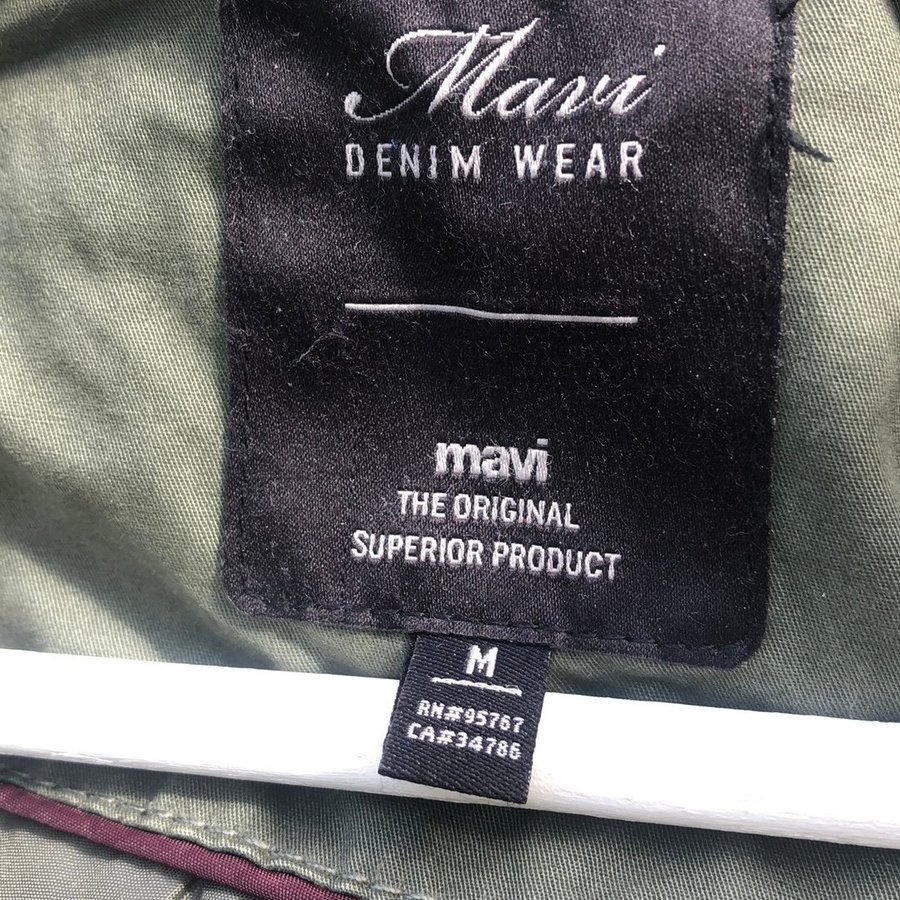 Mavi
DENIM WEAR
mavi
THE ORIGINAL
SUPERIOR PRODUCT
M
RN#95767
CA#34786